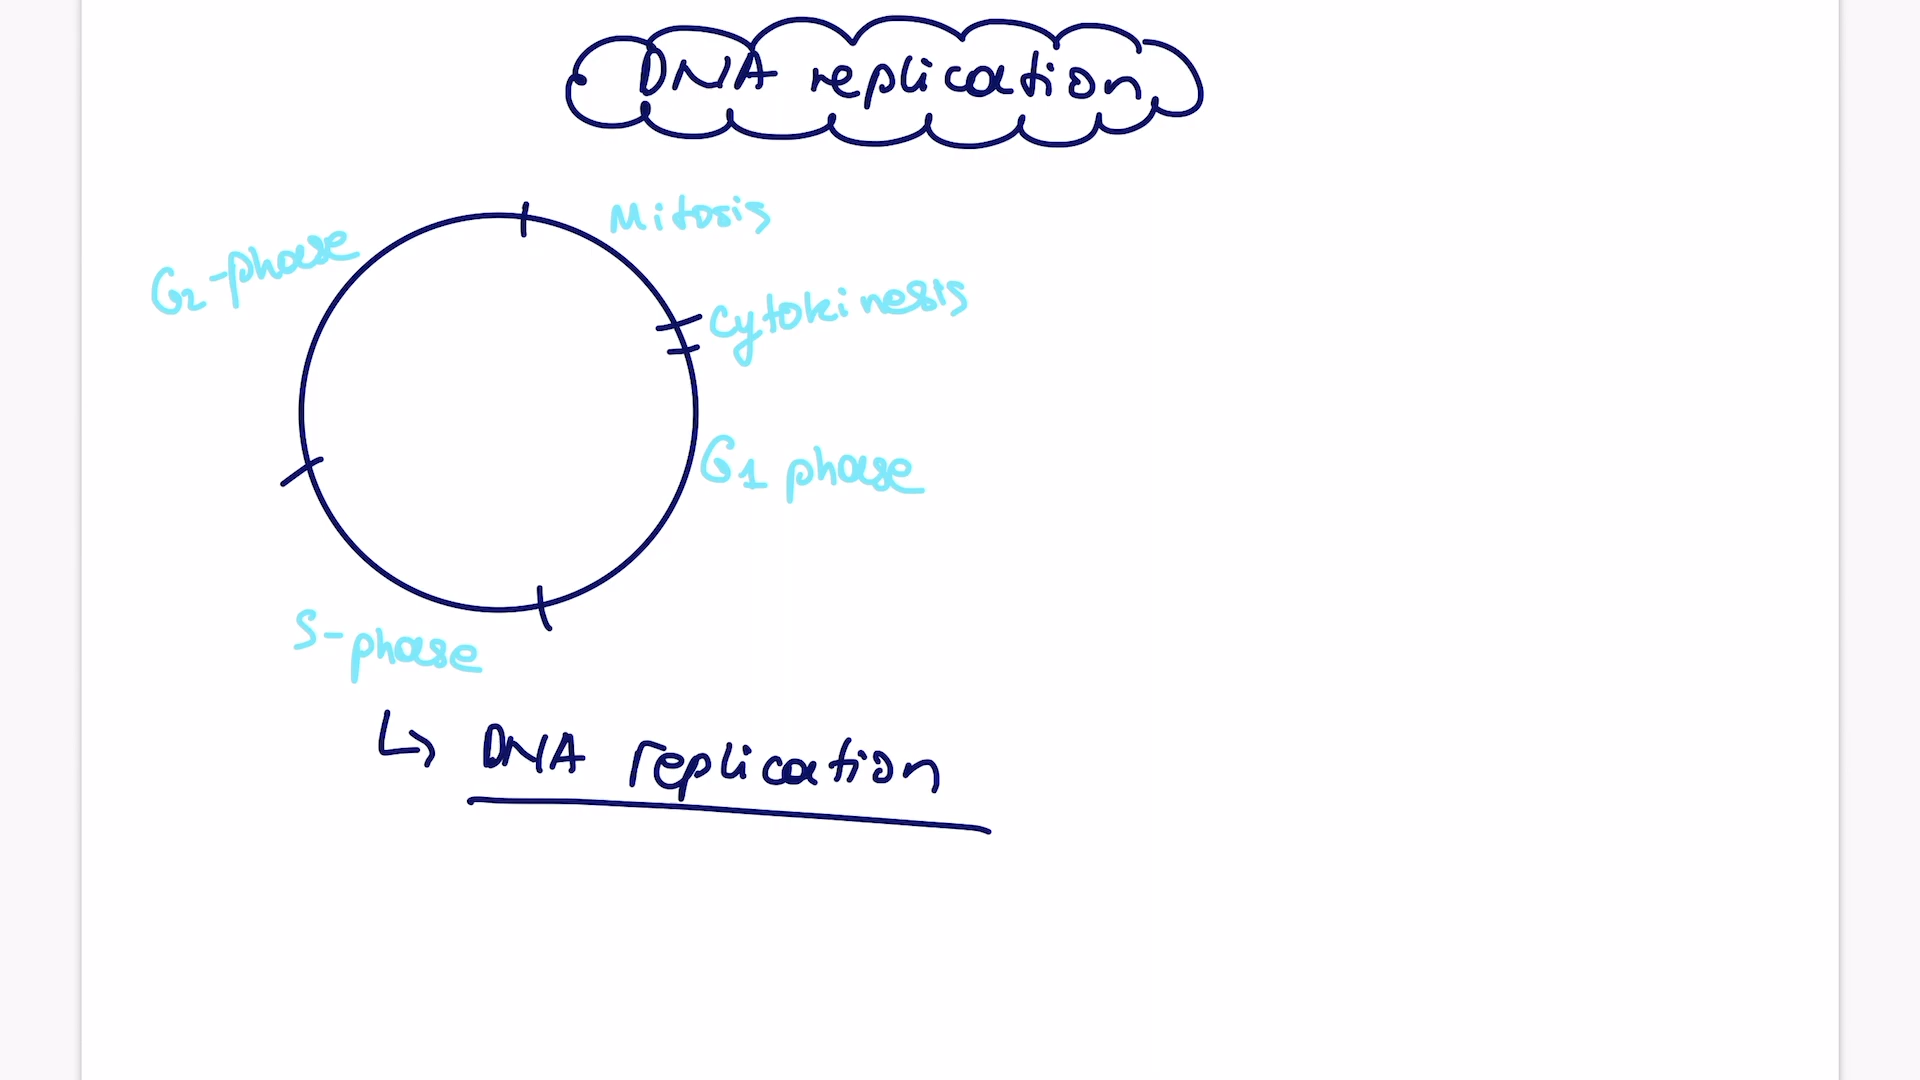 DNA replication
Mitosis
G2-phase
Cytokinesis
G1 phase
S-phase
↳ DNA replication